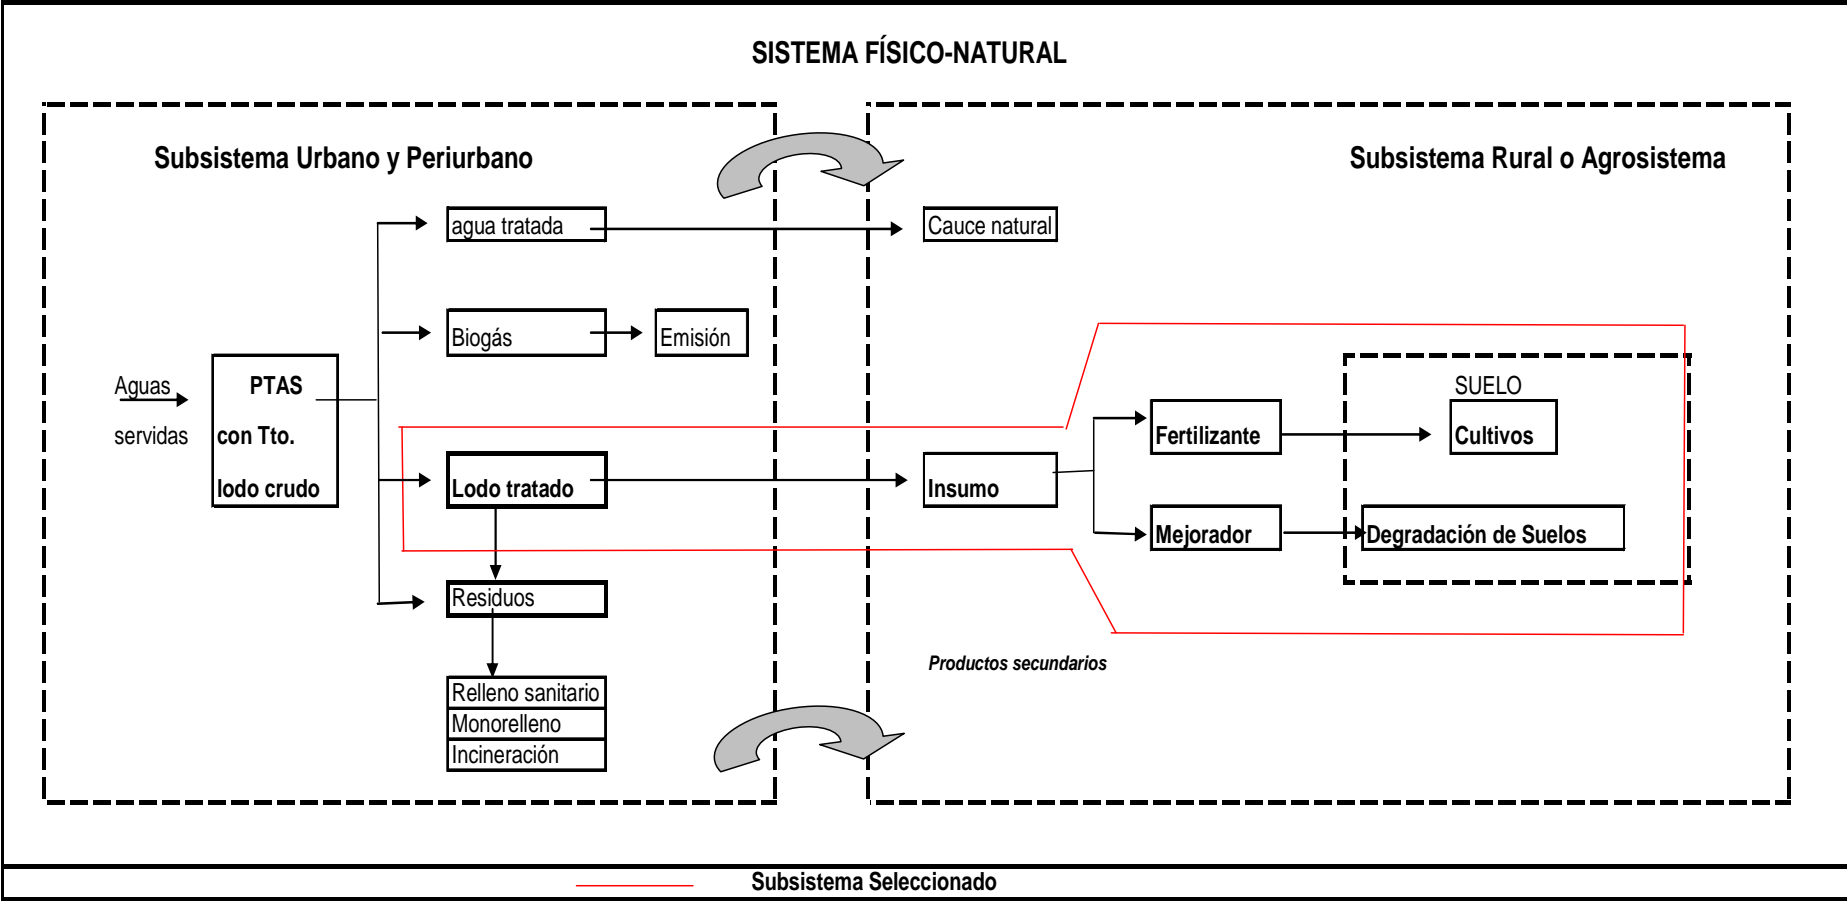 SISTEMA FÍSICO-NATURAL
Subsistema Urbano y Periurbano
Subsistema Rural o Agrosistema
agua tratada
Cauce natural
Biogás
Emisión
Aguas
servidas
PTAS
con Tto.
lodo crudo
Lodo tratado
Insumo
Fertilizante
Mejorador
SUELO
Cultivos
Degradación de Suelos
Residuos
Relleno sanitario
Monorelleno
Incineración
Productos secundarios
Subsistema Seleccionado